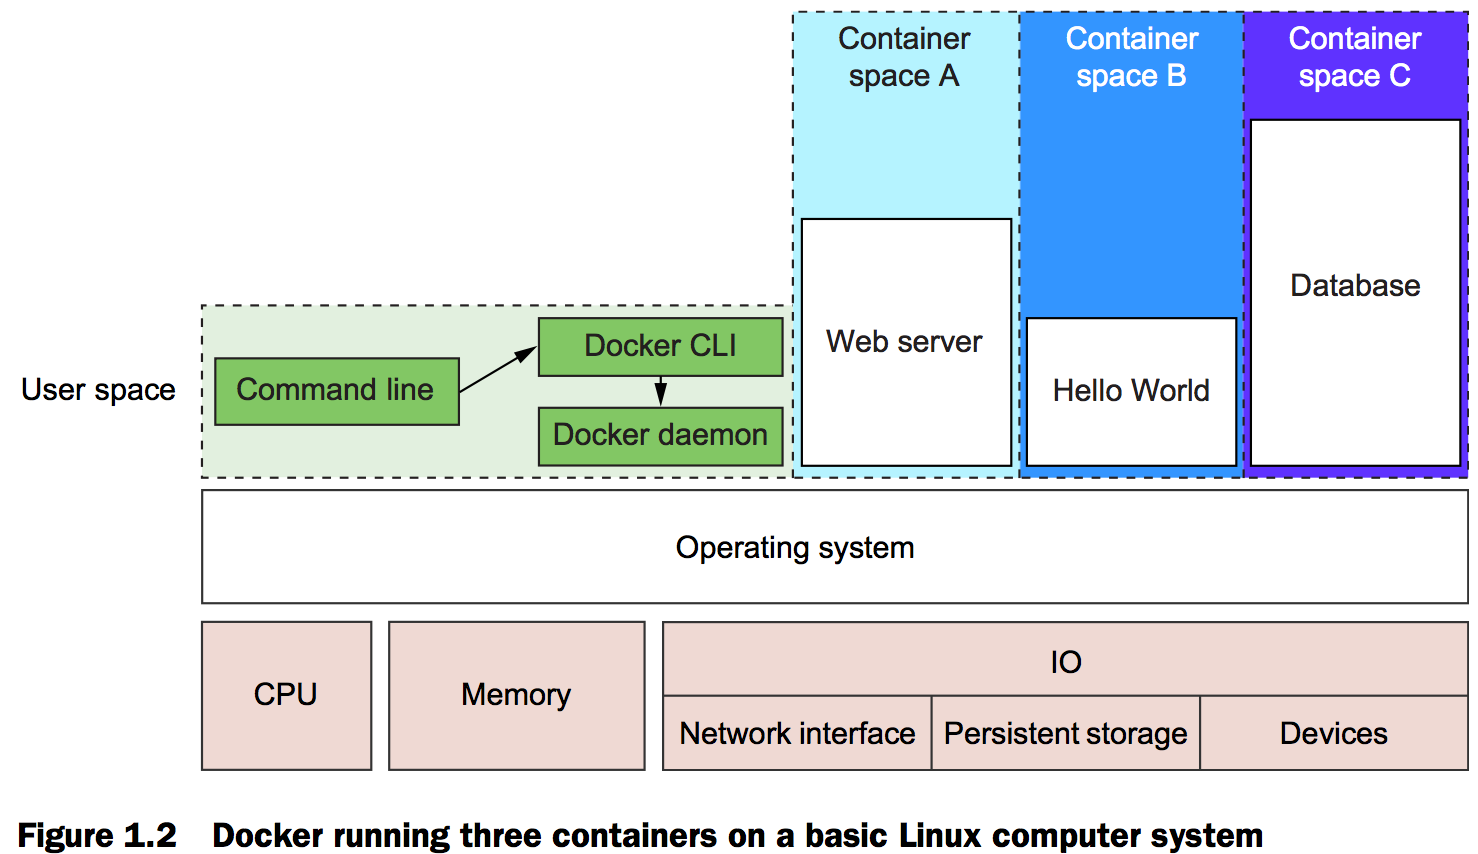 Container
space A
Container
space B
Container
space C
Database
Web server
Docker CLI
User space
Command line
Hello World
Docker daemon
Operating system
CPU
Memory
IO
Network interface
Persistent storage
Devices
Figure 1.2 Docker running three containers on a basic Linux computer system